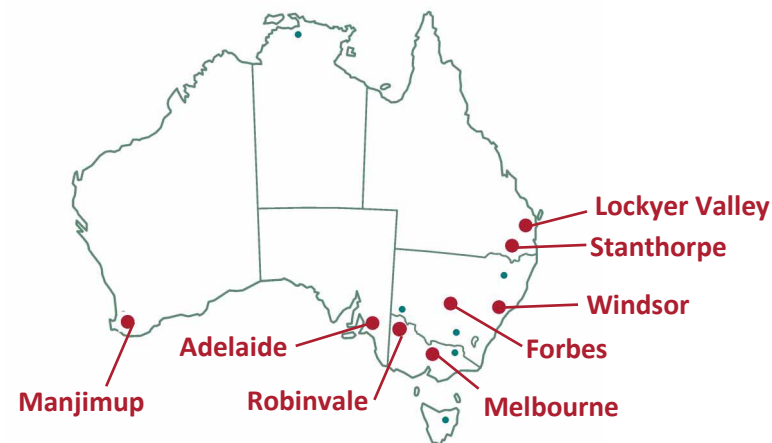 Lockyer Valley
Stanthorpe
Windsor
Adelaide
Forbes
Manjimup
Robinvale
Melbourne